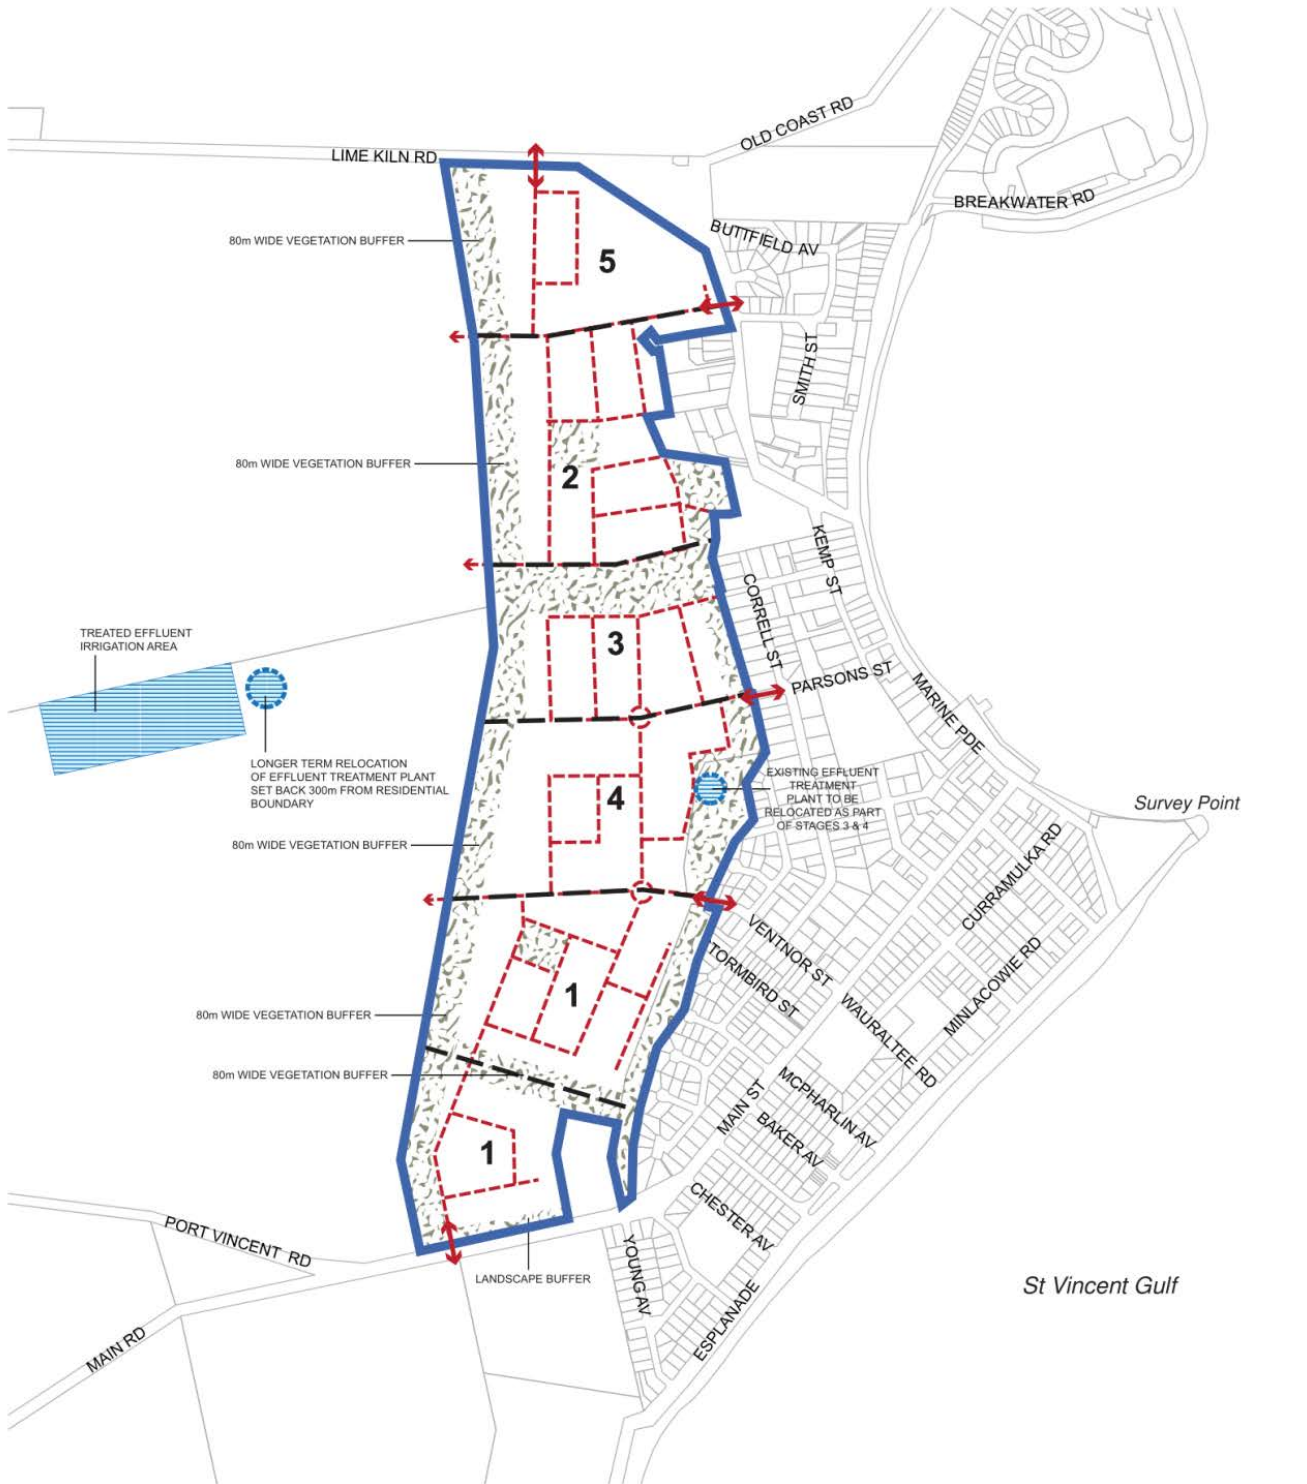 OLD COAST RD
LIME KILN RD
BREAKWATER RD
BUTTFIELD AV
80m WIDE VEGETATION BUFFER
5
SMITH ST
80m WIDE VEGETATION BUFFER
2
KEMP ST
CORRELL ST
TREATED EFFLUENT
IRRIGATION AREA
3
PARSONS ST
MARINE PDE
LONGER TERM RELOCATION
OF EFFLUENT TREATMENT PLANT
SET BACK 300m FROM RESIDENTIAL
BOUNDARY
EXISTING EFFLUENT
TREATMENT
PLANT TO BE
RELOCATED AS PART
OF STAGES 3 & 4
4
Survey Point
80m WIDE VEGETATION BUFFER
CURRAMULKA RD
VENTNOR ST
TORMBIRD ST
MINLACOWIE RD
1
WAURALTEE RD
80m WIDE VEGETATION BUFFER
80m WIDE VEGETATION BUFFER
MAIN ST
MCPHARLIN AV
BAKER AV
1
CHESTER AV
PORT VINCENT RD
YOUNG AV
LANDSCAPE BUFFER
St Vincent Gulf
ESPLANADE
MAIN RD